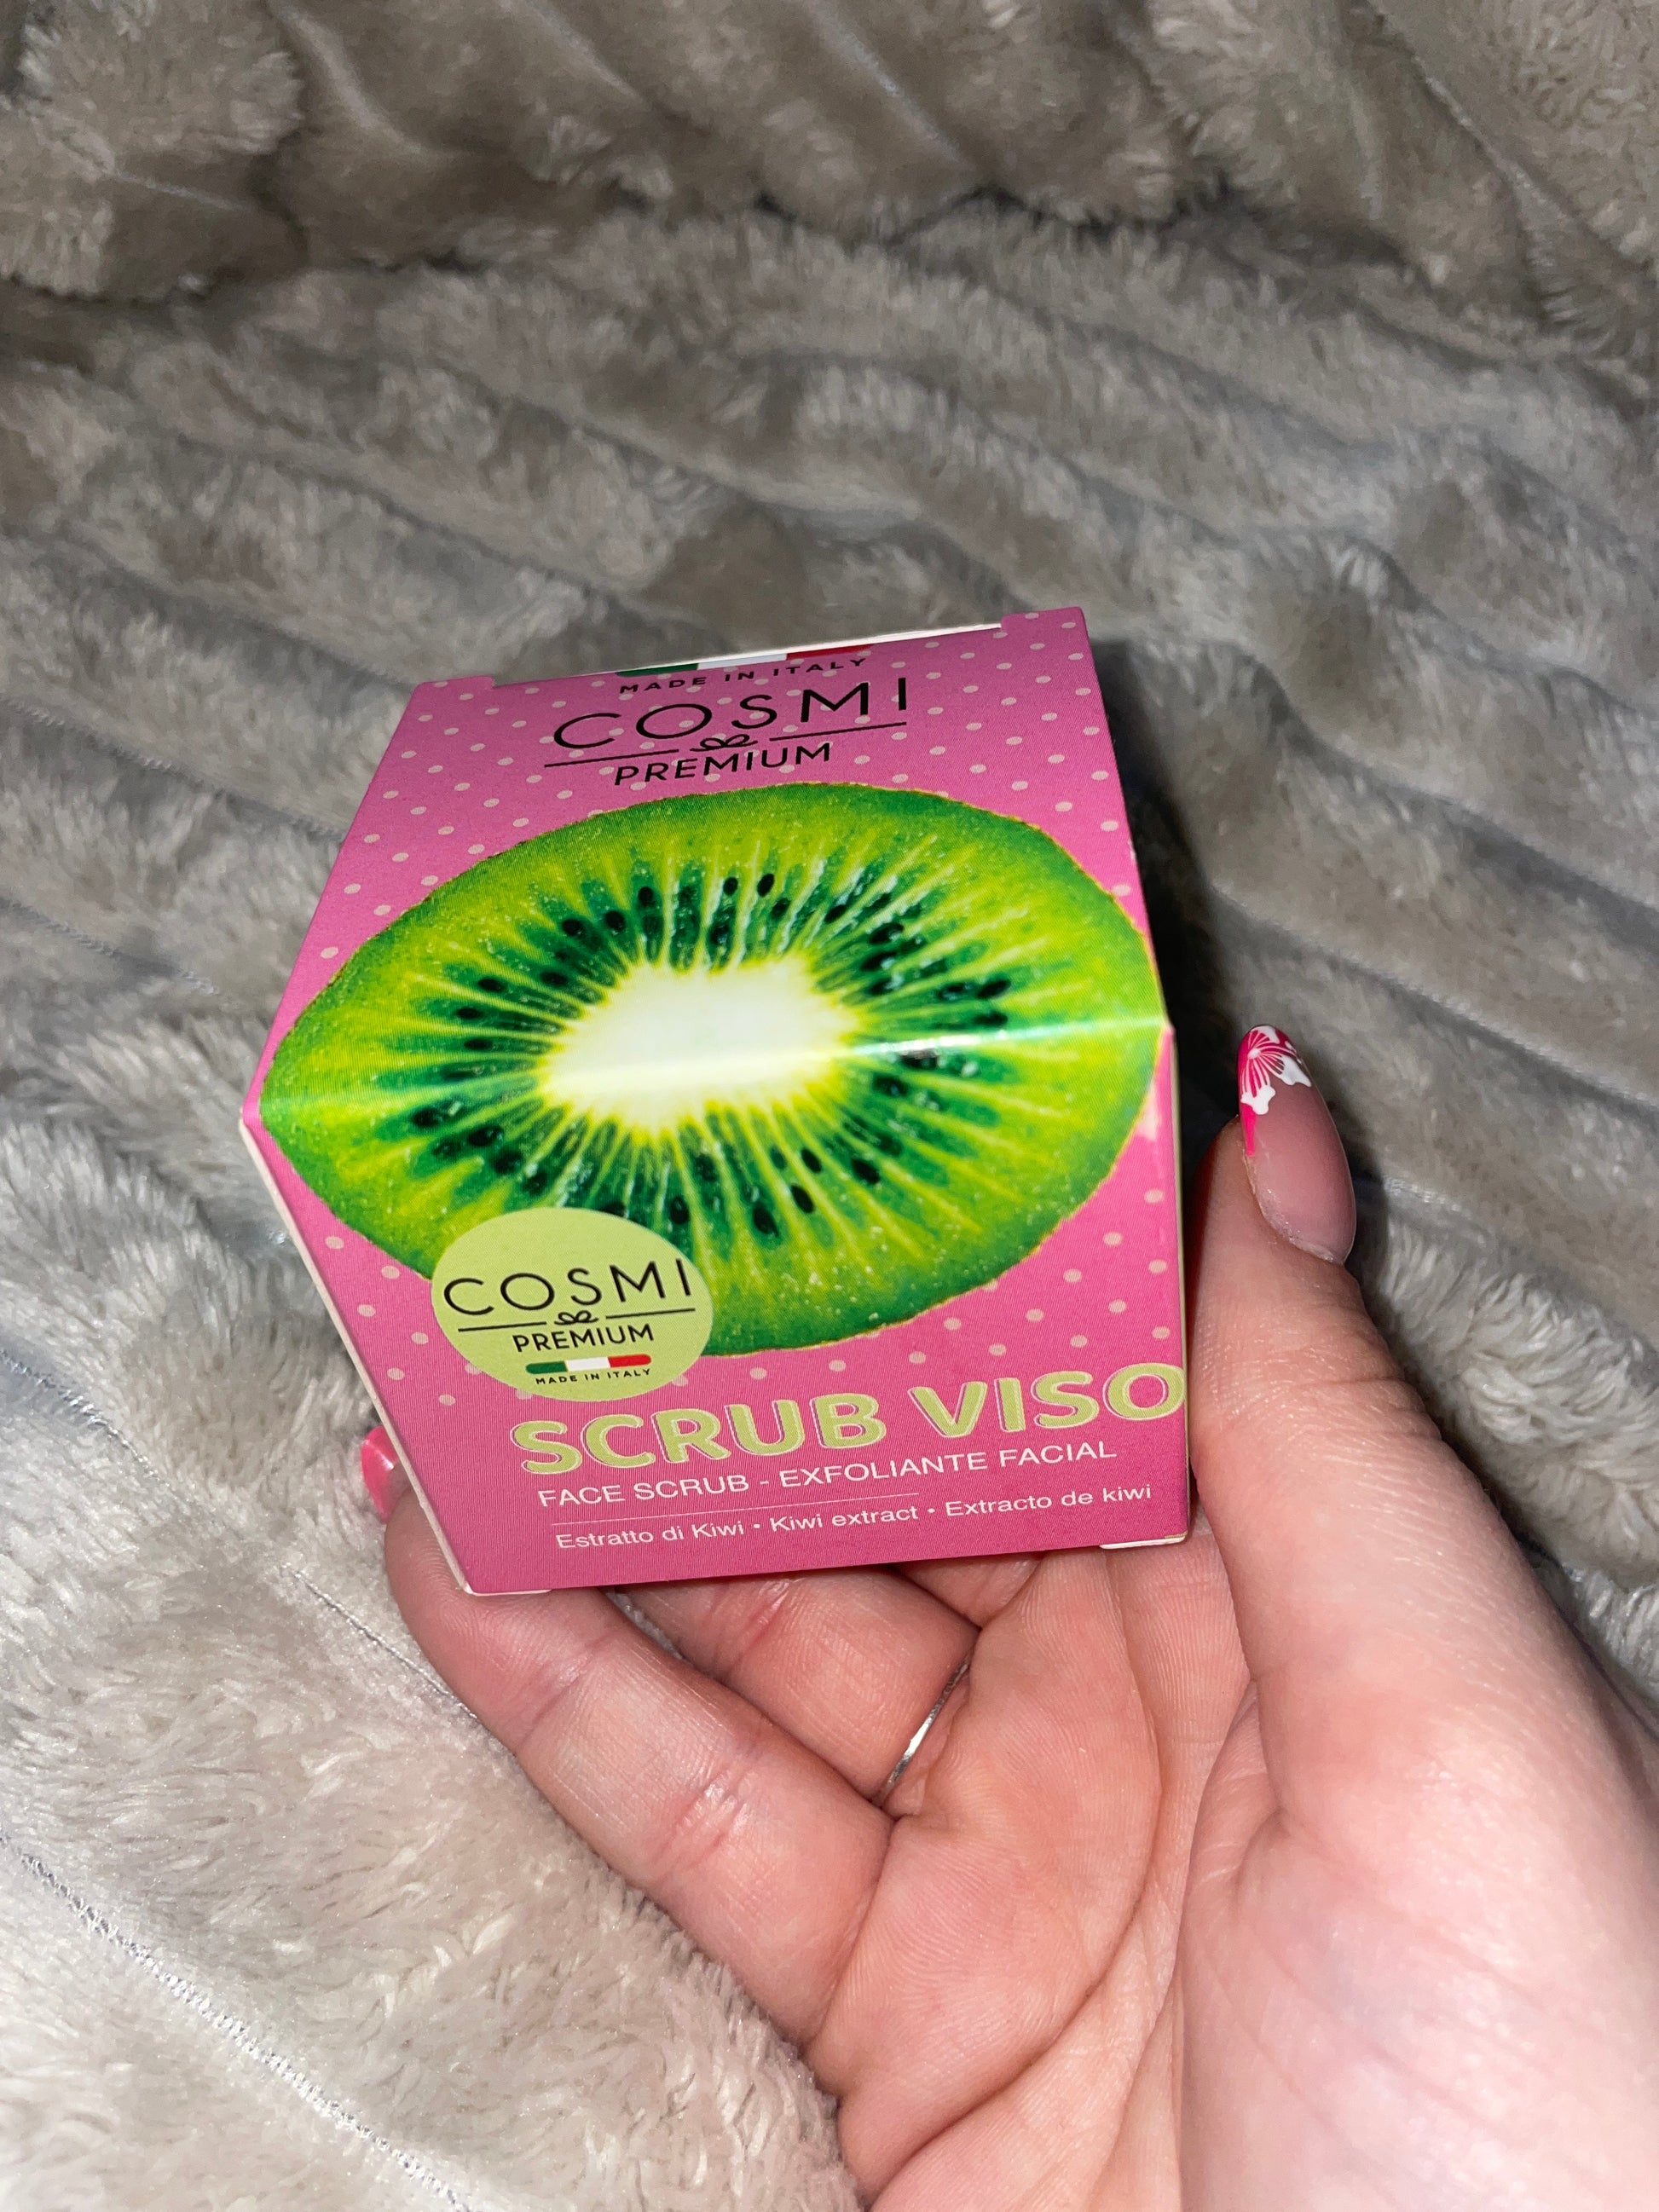 MADE IN ITALY
COSMI
PREMIUM
COSMI
PREMIUM
MADE IN ITALY
SCRUB VISO
FACE SCRUB - EXFOLIANTE FACIAL
Estratto di Kiwi • Kiwi extract • Extracto de kiwi